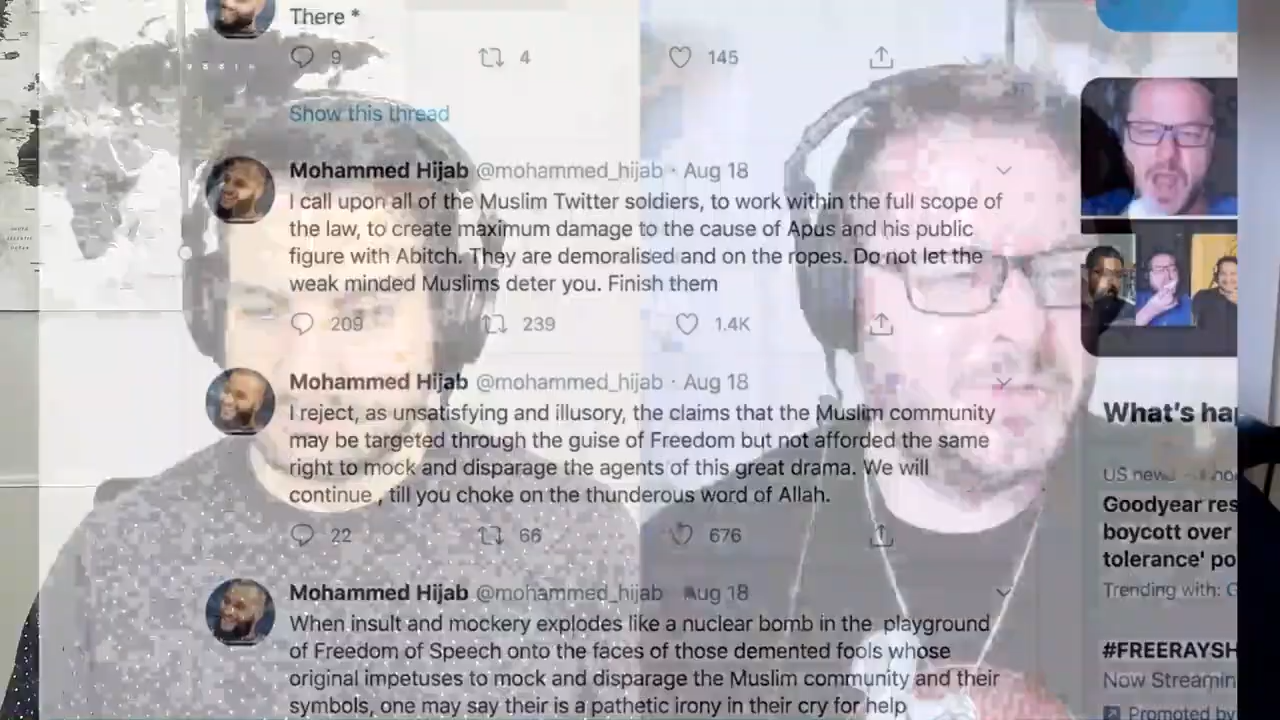 There *
9
4
145
Show this thread
Mohammed Hijab @mohammed_hijab · Aug 18
I call upon all of the Muslim Twitter soldiers, to work within the full scope of
the law, to create maximum damage to the cause of Apus and his public
figure with Abitch. They are demoralised and on the ropes. Do not let the
weak minded Muslims deter you. Finish them
209
239
1.4K
Mohammed Hijab @mohammed_hijab · Aug 18
I reject, as unsatisfying and illusory, the claims that the Muslim community
may be targeted through the guise of Freedom but not afforded the same
right to mock and disparage the agents of this great drama. We will
continue , till you choke on the thunderous word of Allah.
22
66
676
Mohammed Hijab @mohammed_hijab · Aug 18
When insult and mockery explodes like a nuclear bomb in the playground
of Freedom of Speech onto the faces of those demented fools whose
original impetuses to mock and disparage the Muslim community and their
symbols, one may say their is a pathetic irony in their cry for help
What's ha
US news
Goodyear res
boycott over
tolerance' po
Trending with: G
#FREERAYSH
Now Streamin
Promoted by